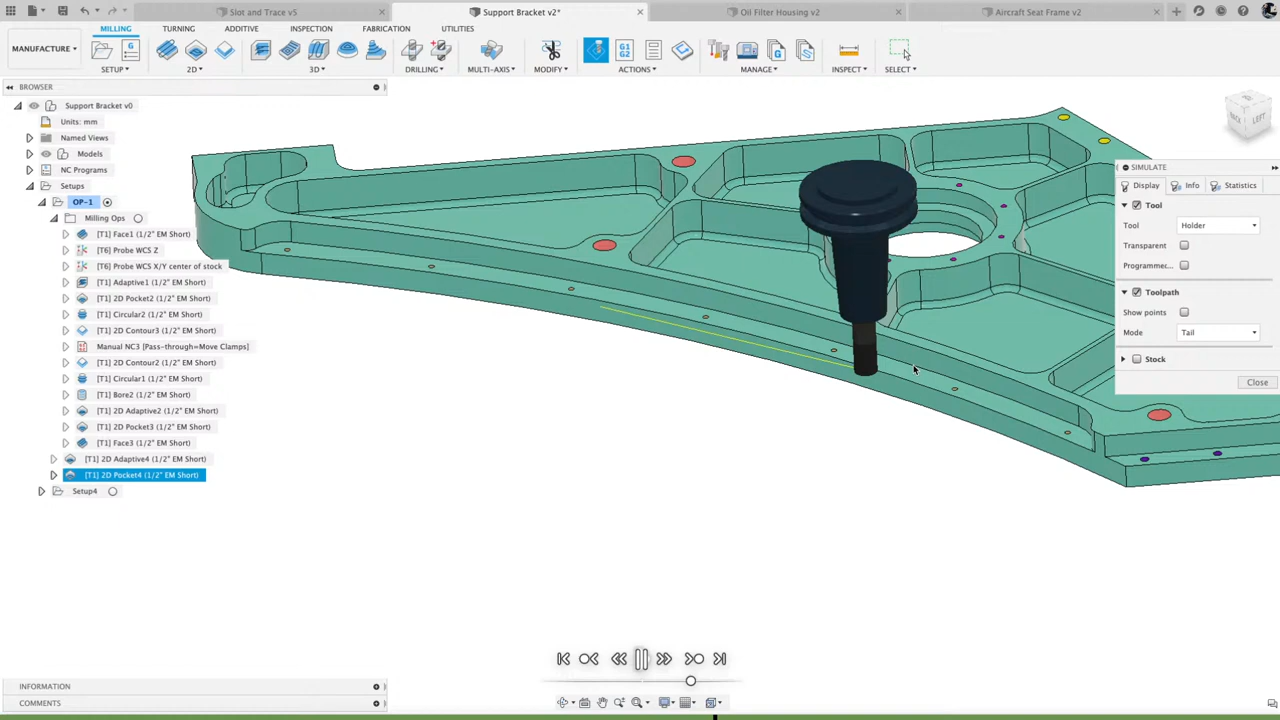 Slot and Trace v5
Support Bracket v2*
Oil Filter Housing v2
Aircraft Seat Frame v2
MANUFACTURE
MILLING
TURNING
ADDITIVE
INSPECTION
FABRICATION
UTILITIES
G
G1
G2
G
SETUP
2D
3D
DRILLING
MULTI-AXIS
MODIFY
ACTIONS
MANAGE
INSPECT
SELECT
BROWSER
Support Bracket v0
Units: mm
Named Views
Models
NC Programs
Setups
OP-1
Milling Ops
[T1] Face1 (1/2" EM Short)
[T6] Probe WCS Z
[T6] Probe WCS X/Y center of stock
[T1] Adaptive1 (1/2" EM Short)
[T1] 2D Pocket2 (1/2" EM Short)
[T1] Circular2 (1/2" EM Short)
[T1] 2D Contour3 (1/2" EM Short)
Manual NC3 [Pass-through=Move Clamps]
[T1] 2D Contour2 (1/2" EM Short)
[T1] Circular1 (1/2" EM Short)
[T1] Bore2 (1/2" EM Short)
[T1] 2D Adaptive2 (1/2" EM Short)
[T1] 2D Pocket3 (1/2" EM Short)
[T1] Face3 (1/2" EM Short)
[T1] 2D Adaptive4 (1/2" EM Short)
[T1] 2D Pocket4 (1/2" EM Short)
Setup4
BACK
LEFT
SIMULATE
Display
Info
Statistics
Tool
Tool
Holder
Transparent
Programmer...
Toolpath
Show points
Mode
Tail
Stock
Close
INFORMATION
COMMENTS